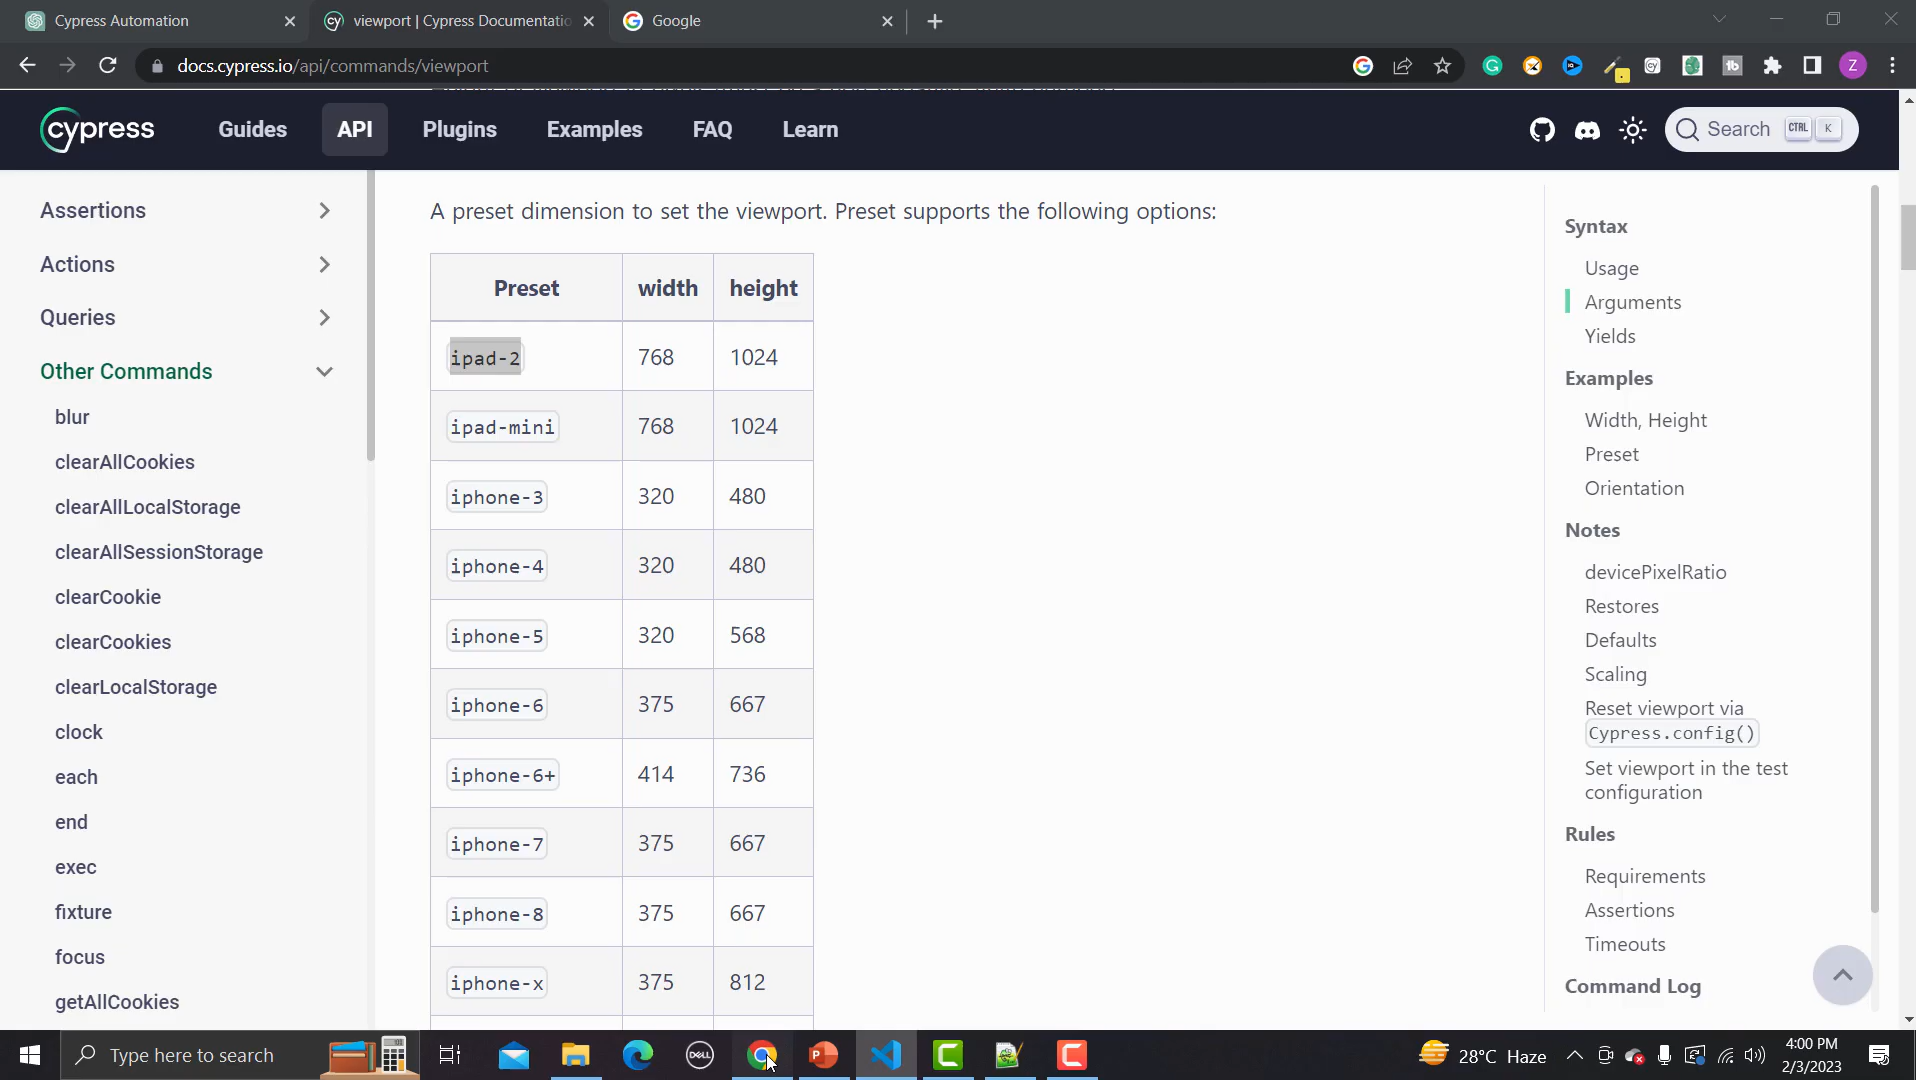 Cypress Automation
viewport | Cypress Documentatio
Google
docs.cypress.io/api/commands/viewport
cypress
Guides
API
Plugins
Examples
FAQ
Learn
Search CTRL K
Assertions
Actions
Queries
Other Commands
blur
clearAllCookies
clearAllLocalStorage
clearAllSessionStorage
clearCookie
clearCookies
clearLocalStorage
clock
each
end
exec
fixture
focus
getAllCookies
A preset dimension to set the viewport. Preset supports the following options:
Preset width height
ipad-2 768 1024
ipad-mini 768 1024
iphone-3 320 480
iphone-4 320 480
iphone-5 320 568
iphone-6 375 667
iphone-6+ 414 736
iphone-7 375 667
iphone-8 375 667
iphone-x 375 812
Syntax
Usage
Arguments
Yields
Examples
Width, Height
Preset
Orientation
Notes
devicePixelRatio
Restores
Defaults
Scaling
Reset viewport via
Cypress.config()
Set viewport in the test
configuration
Rules
Requirements
Assertions
Timeouts
Command Log
Type here to search
28°C Haze
4:00 PM
2/3/2023